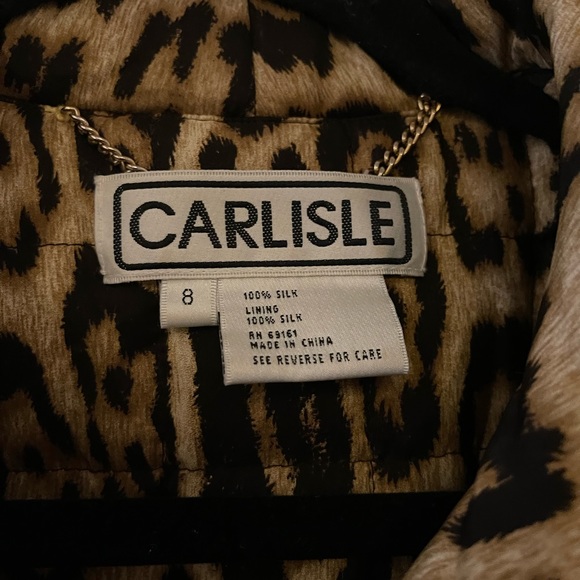 CARLISLE
8
100% SILK
LINING
100% SILK
RN 69161
MADE IN CHINA
SEE REVERSE FOR CARE